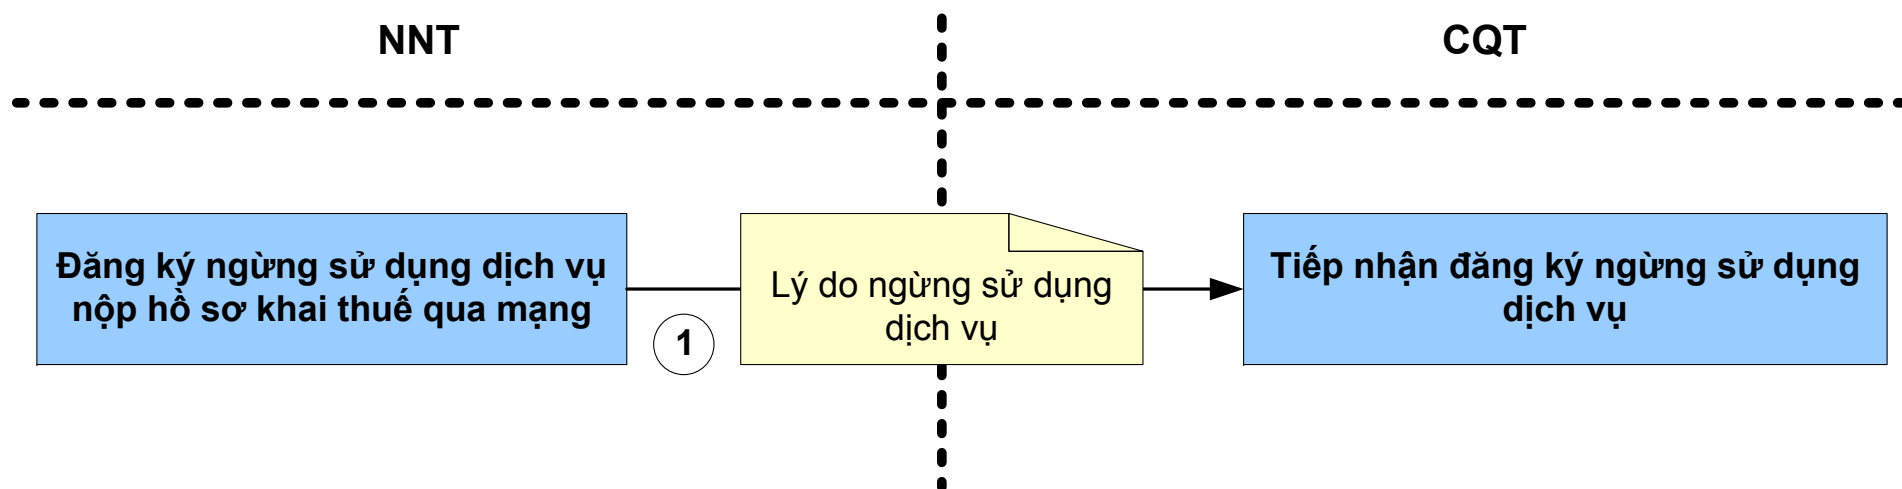 NNT
CQT
Đăng ký ngừng sử dụng dịch vụ
nộp hồ sơ khai thuế qua mạng
1
Lý do ngừng sử dụng
dịch vụ
Tiếp nhận đăng ký ngừng sử dụng
dịch vụ